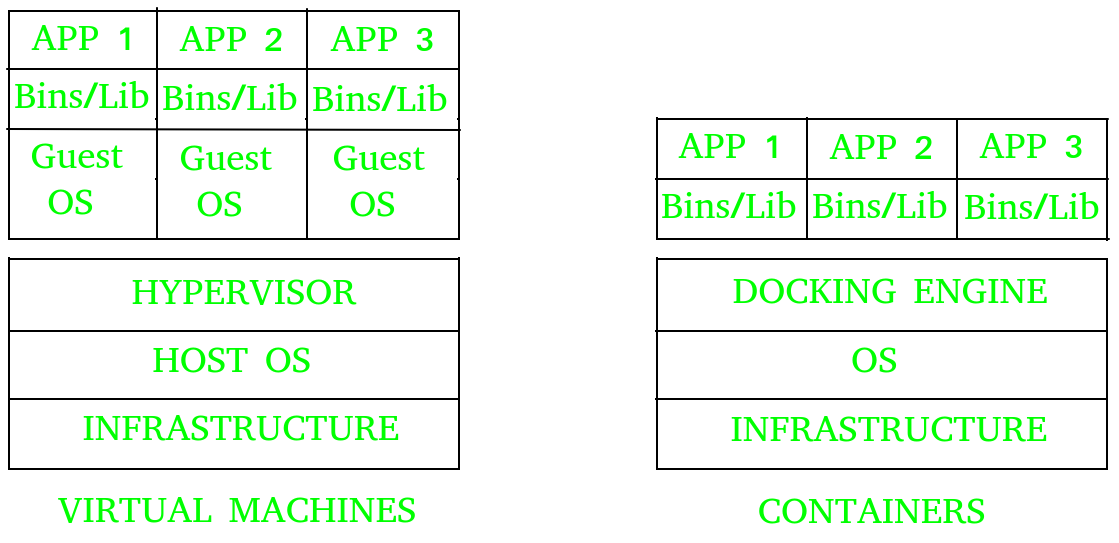 APP 1 APP 2 APP 3
Bins/Lib Bins/Lib Bins/Lib
Guest OS Guest OS Guest OS
HYPERVISOR
HOST OS
INFRASTRUCTURE
VIRTUAL MACHINES
APP 1 APP 2 APP 3
Bins/Lib Bins/Lib Bins/Lib
DOCKING ENGINE
OS
INFRASTRUCTURE
CONTAINERS